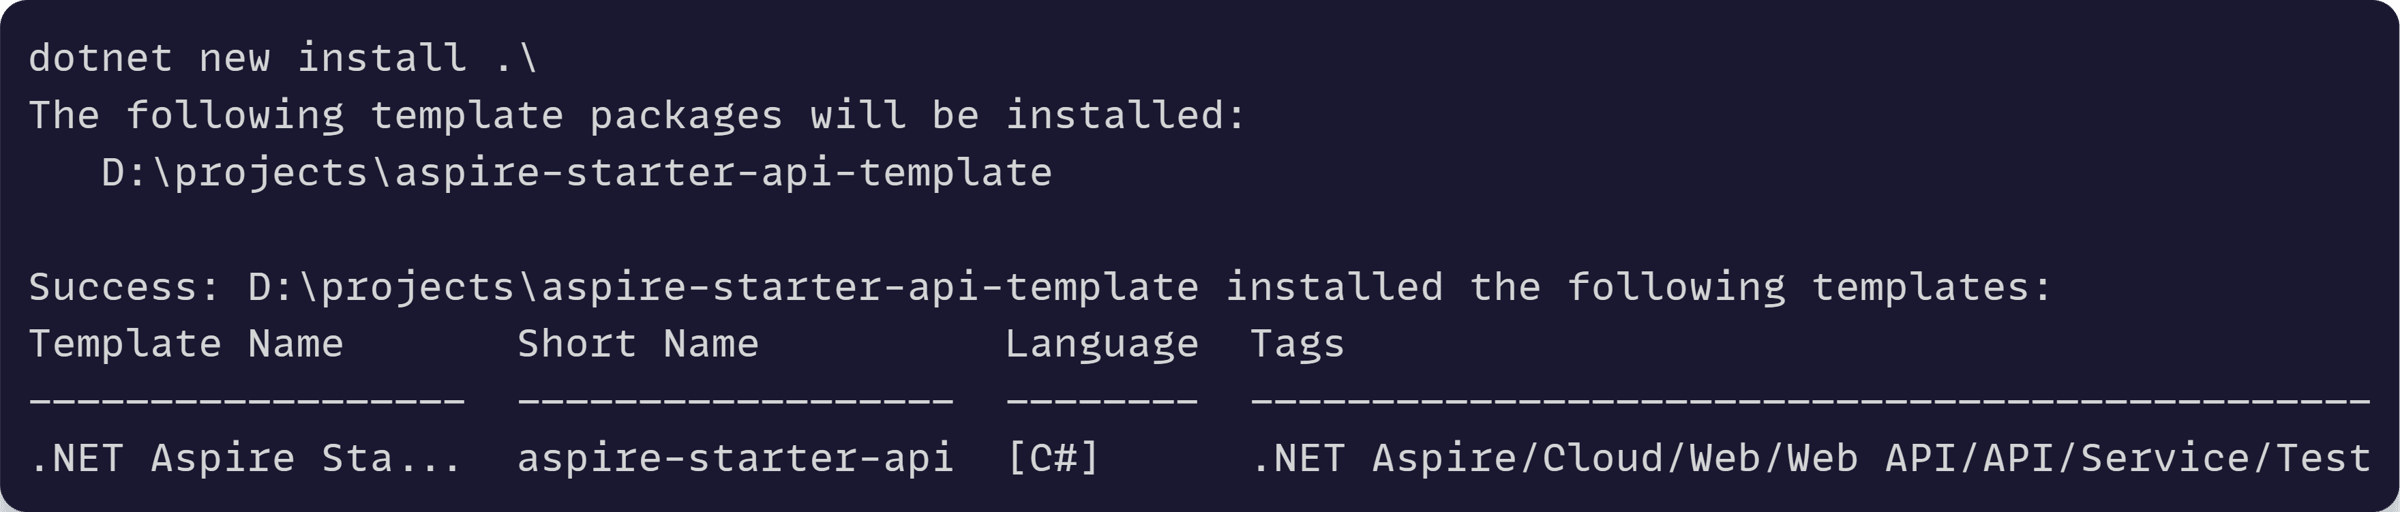 dotnet new install .\
The following template packages will be installed:
   D:\projects\aspire-starter-api-template

Success: D:\projects\aspire-starter-api-template installed the following templates:
Template Name       Short Name          Language  Tags
------------------  ------------------  --------  ----------------------------------------------
.NET Aspire Sta...  aspire-starter-api  [C#]      .NET Aspire/Cloud/Web/Web API/API/Service/Test